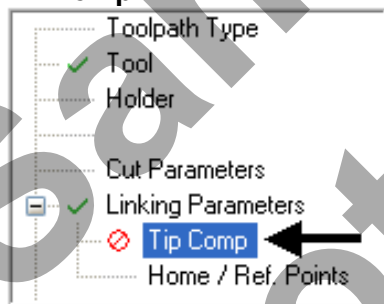 Toolpath Type
Tool
Holder
Cut Parameters
Linking Parameters
Tip Comp
Home / Ref. Points